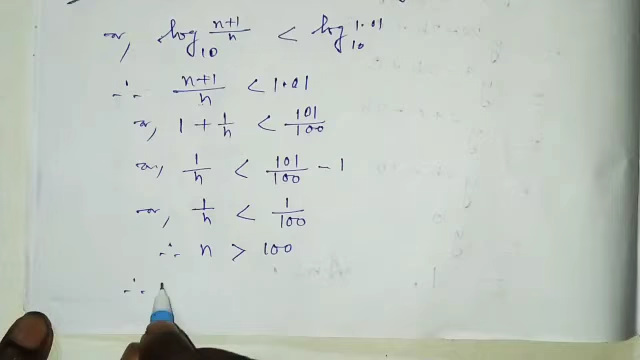 or, log₁₀ (n+1)/n < log₁₀ 1·01
∴ (n+1)/n < 1·01
or, 1 + 1/n < 101/100
or, 1/n < 101/100 - 1
or, 1/n < 1/100
∴ n > 100
∴